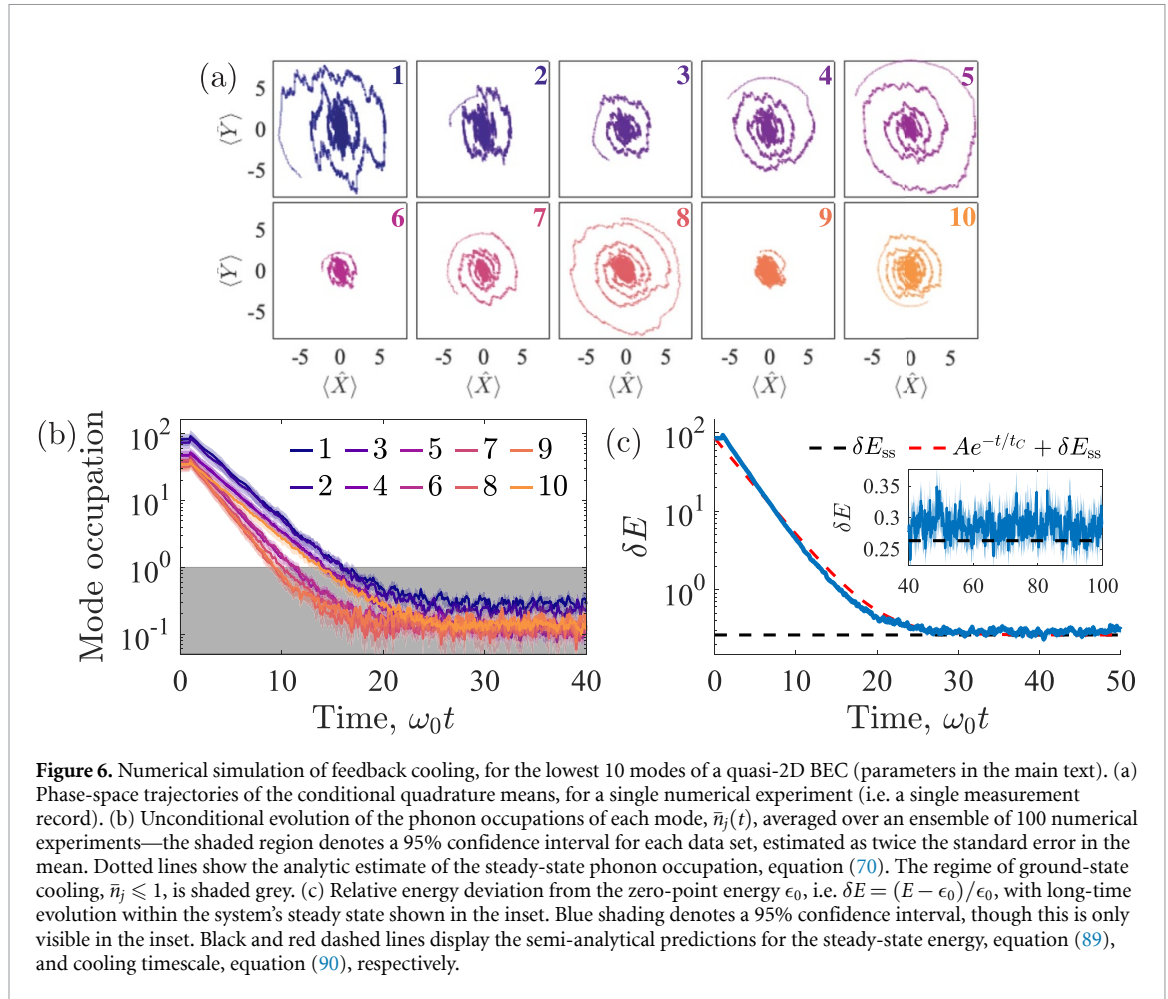 (a)
1 2 3 4 5
5
0
-5
⟨Ŷ⟩
6 7 8 9 10
5
0
-5
⟨Ŷ⟩
-5 0 5 -5 0 5 -5 0 5 -5 0 5 -5 0 5
⟨X̂⟩ ⟨X̂⟩ ⟨X̂⟩ ⟨X̂⟩ ⟨X̂⟩
(b)
Mode occupation
10² 
10¹
10⁰
10⁻¹
1 3 5 7 9
2 4 6 8 10
0 10 20 30 40
Time, ω₀t
(c)
δE
10²
10¹
10⁰
δE_ss Ae^{-t/t_C} + δE_ss
δE
0.35
0.3
0.25
40 60 80 100
0 10 20 30 40 50
Time, ω₀t
Figure 6. Numerical simulation of feedback cooling, for the lowest 10 modes of a quasi-2D BEC (parameters in the main text). (a)
Phase-space trajectories of the conditional quadrature means, for a single numerical experiment (i.e. a single measurement
record). (b) Unconditional evolution of the phonon occupations of each mode, n̄ⱼ(t), averaged over an ensemble of 100 numerical
experiments—the shaded region denotes a 95% confidence interval for each data set, estimated as twice the standard error in the
mean. Dotted lines show the analytic estimate of the steady-state phonon occupation, equation (70). The regime of ground-state
cooling, n̄ⱼ ⩽ 1, is shaded grey. (c) Relative energy deviation from the zero-point energy ϵ₀, i.e. δE = (E − ϵ₀)/ϵ₀, with long-time
evolution within the system's steady state shown in the inset. Blue shading denotes a 95% confidence interval, though this is only
visible in the inset. Black and red dashed lines display the semi-analytical predictions for the steady-state energy, equation (89),
and cooling timescale, equation (90), respectively.